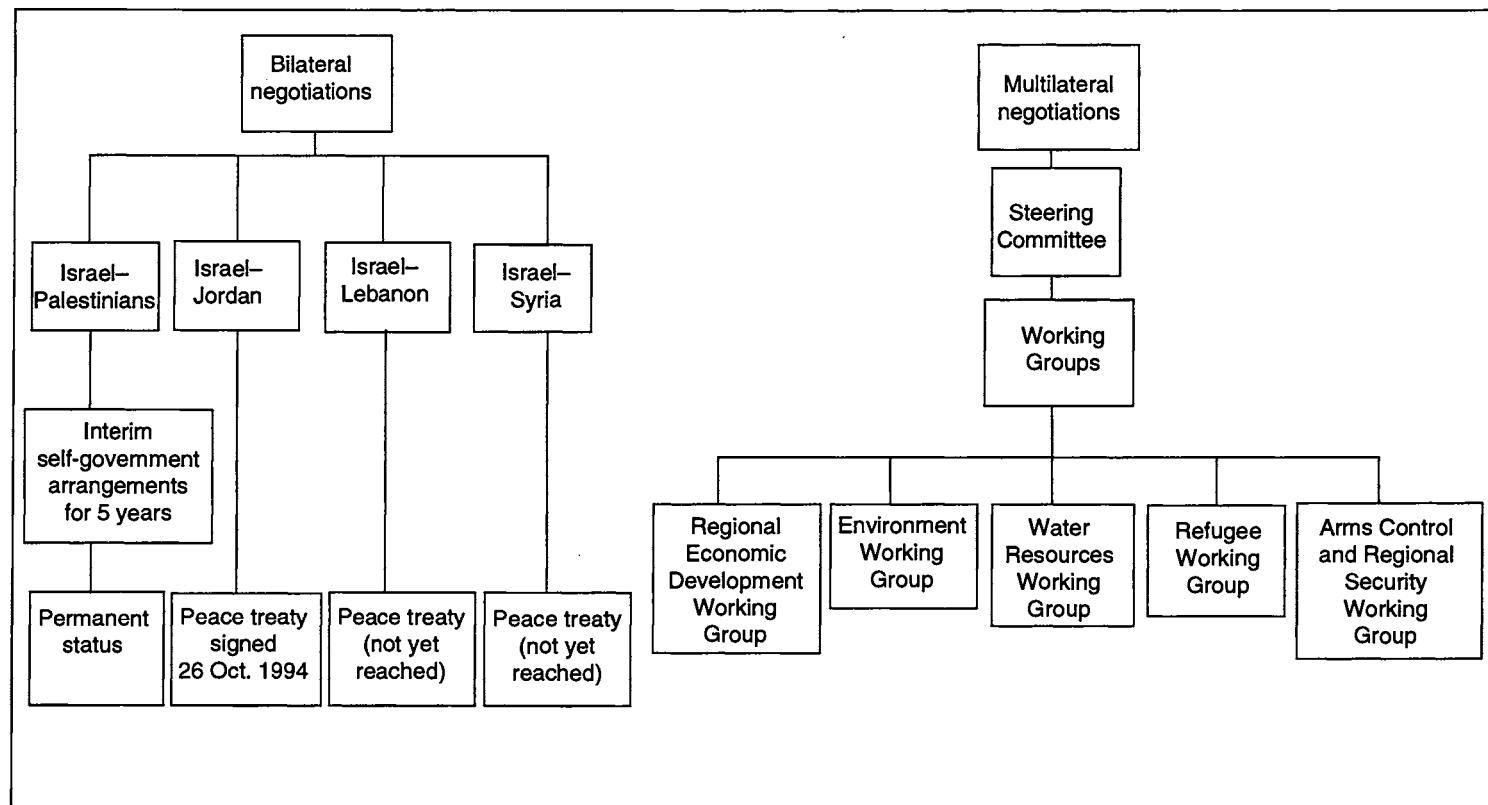 Bilateral
negotiations
Israel–
Palestinians
Israel–
Jordan
Israel–
Lebanon
Israel–
Syria
Interim
self-government
arrangements
for 5 years
Permanent
status
Peace treaty
signed
26 Oct. 1994
Peace treaty
(not yet
reached)
Peace treaty
(not yet
reached)
Multilateral
negotiations
Steering
Committee
Working
Groups
Regional
Economic
Development
Working
Group
Environment
Working
Group
Water
Resources
Working
Group
Refugee
Working
Group
Arms Control
and Regional
Security
Working
Group